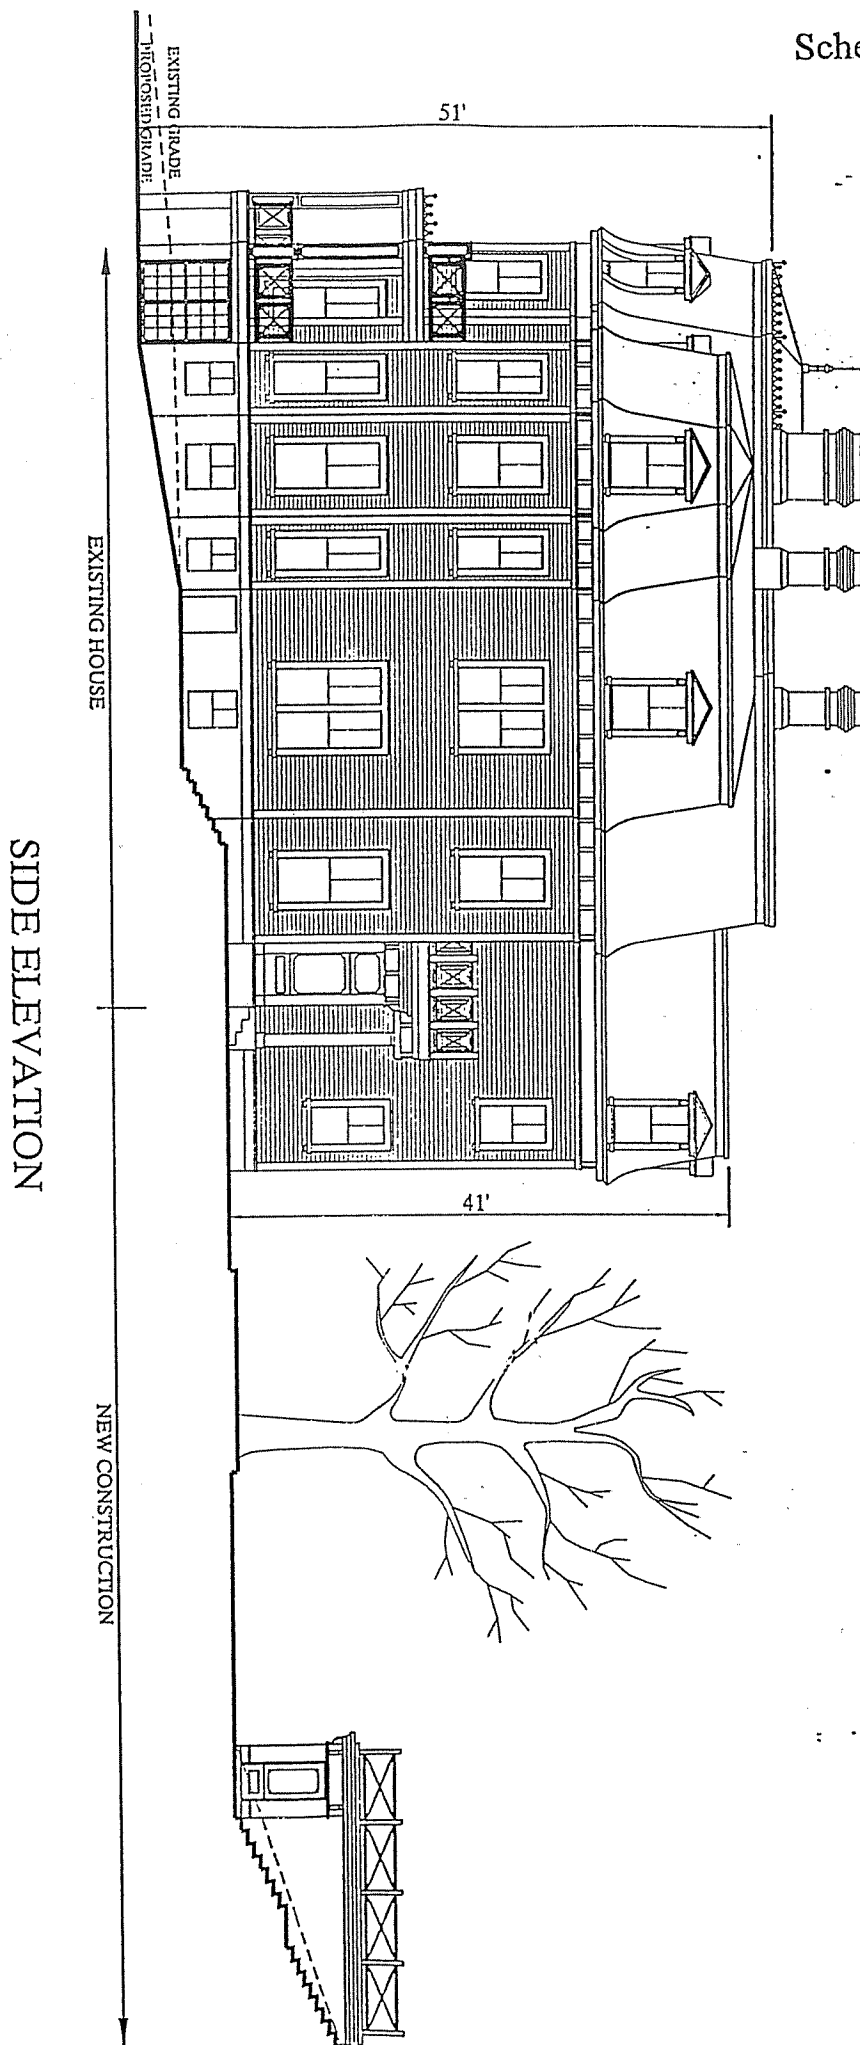 Sche
51'
EXISTING GRADE
PROPOSED GRADE
EXISTING HOUSE
SIDE ELEVATION
41'
NEW CONSTRUCTION